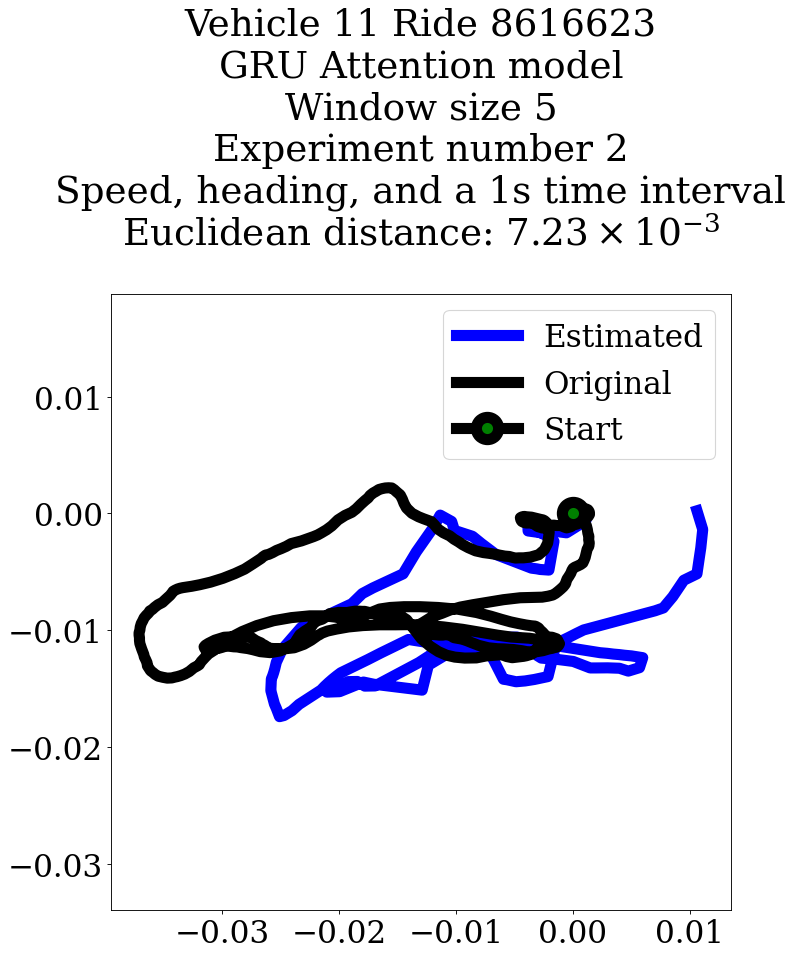 Vehicle 11 Ride 8616623
GRU Attention model
Window size 5
Experiment number 2
Speed, heading, and a 1s time interval
Euclidean distance: 7.23 × 10⁻³
Estimated
Original
Start
0.01
0.00
−0.01
−0.02
−0.03
−0.03 −0.02 −0.01 0.00 0.01